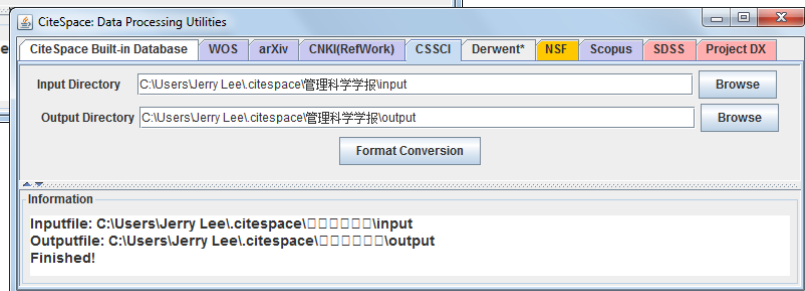 CiteSpace: Data Processing Utilities
e
CiteSpace Built-in Database WOS arXiv CNKI(RefWork) CSSCI Derwent* NSF Scopus SDSS Project DX
Input Directory C:\Users\Jerry Lee\.citespace\管理科学学报\input Browse
Output Directory C:\Users\Jerry Lee\.citespace\管理科学学报\output Browse
Format Conversion
Information
Inputfile: C:\Users\Jerry Lee\.citespace\□□□□□□\input
Outputfile: C:\Users\Jerry Lee\.citespace\□□□□□□\output
Finished!